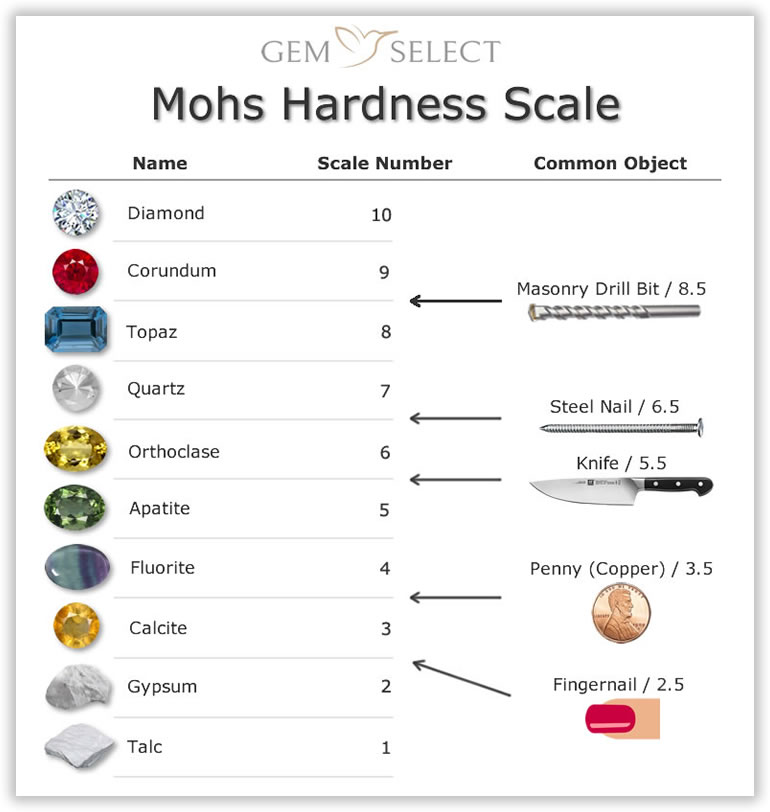 GEM SELECT
Mohs Hardness Scale
Name Scale Number Common Object
Diamond 10
Corundum 9
Masonry Drill Bit / 8.5
Topaz 8
Quartz 7
Steel Nail / 6.5
Orthoclase 6
Knife / 5.5
Apatite 5
Fluorite 4
Penny (Copper) / 3.5
Calcite 3
Fingernail / 2.5
Gypsum 2
Talc 1